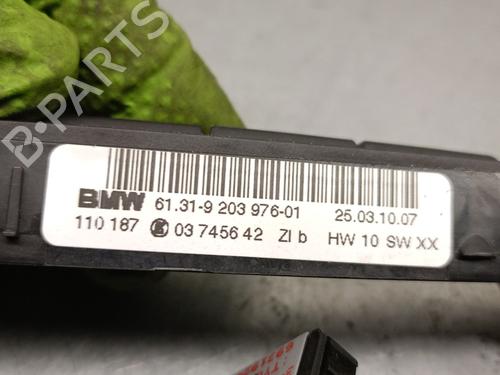 B-PARTS
BMW 61.31-9 203 976-01 25.03.10.07
110 187 03 7456 42 ZI b HW 10 SW XX